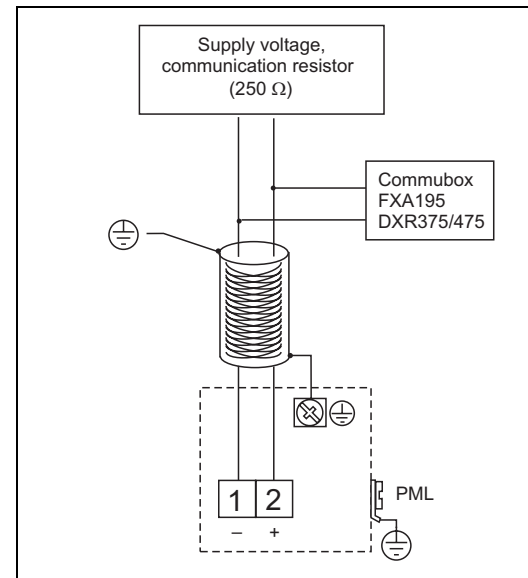 Supply voltage,
communication resistor
(250 Ω)
Commubox
FXA195
DXR375/475
1 2
– +
PML